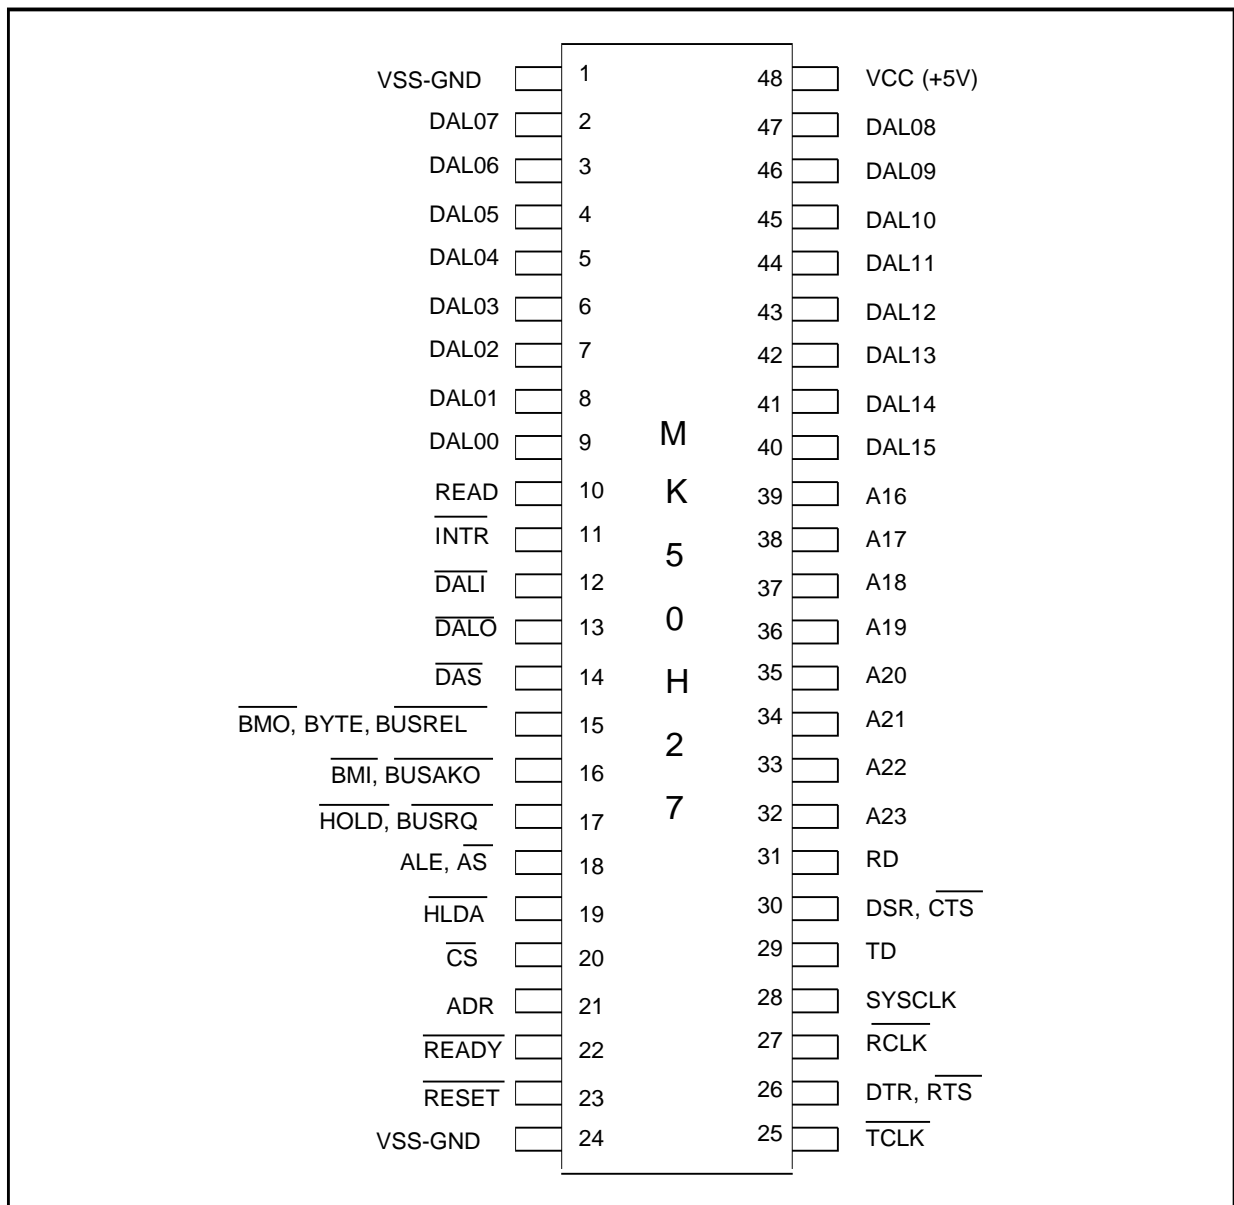 VSS-GND 1 48 VCC (+5V)
DAL07 2 47 DAL08
DAL06 3 46 DAL09
DAL05 4 45 DAL10
DAL04 5 44 DAL11
DAL03 6 43 DAL12
DAL02 7 42 DAL13
DAL01 8 41 DAL14
DAL00 9 40 DAL15
READ 10 39 A16
INTR 11 38 A17
DALI 12 37 A18
DALO 13 36 A19
DAS 14 35 A20
BMO, BYTE, BUSREL 15 34 A21
BMI, BUSAKO 16 33 A22
HOLD, BUSRQ 17 32 A23
ALE, AS 18 31 RD
HLDA 19 30 DSR, CTS
CS 20 29 TD
ADR 21 28 SYSCLK
READY 22 27 RCLK
RESET 23 26 DTR, RTS
VSS-GND 24 25 TCLK
M
K
5
0
H
2
7